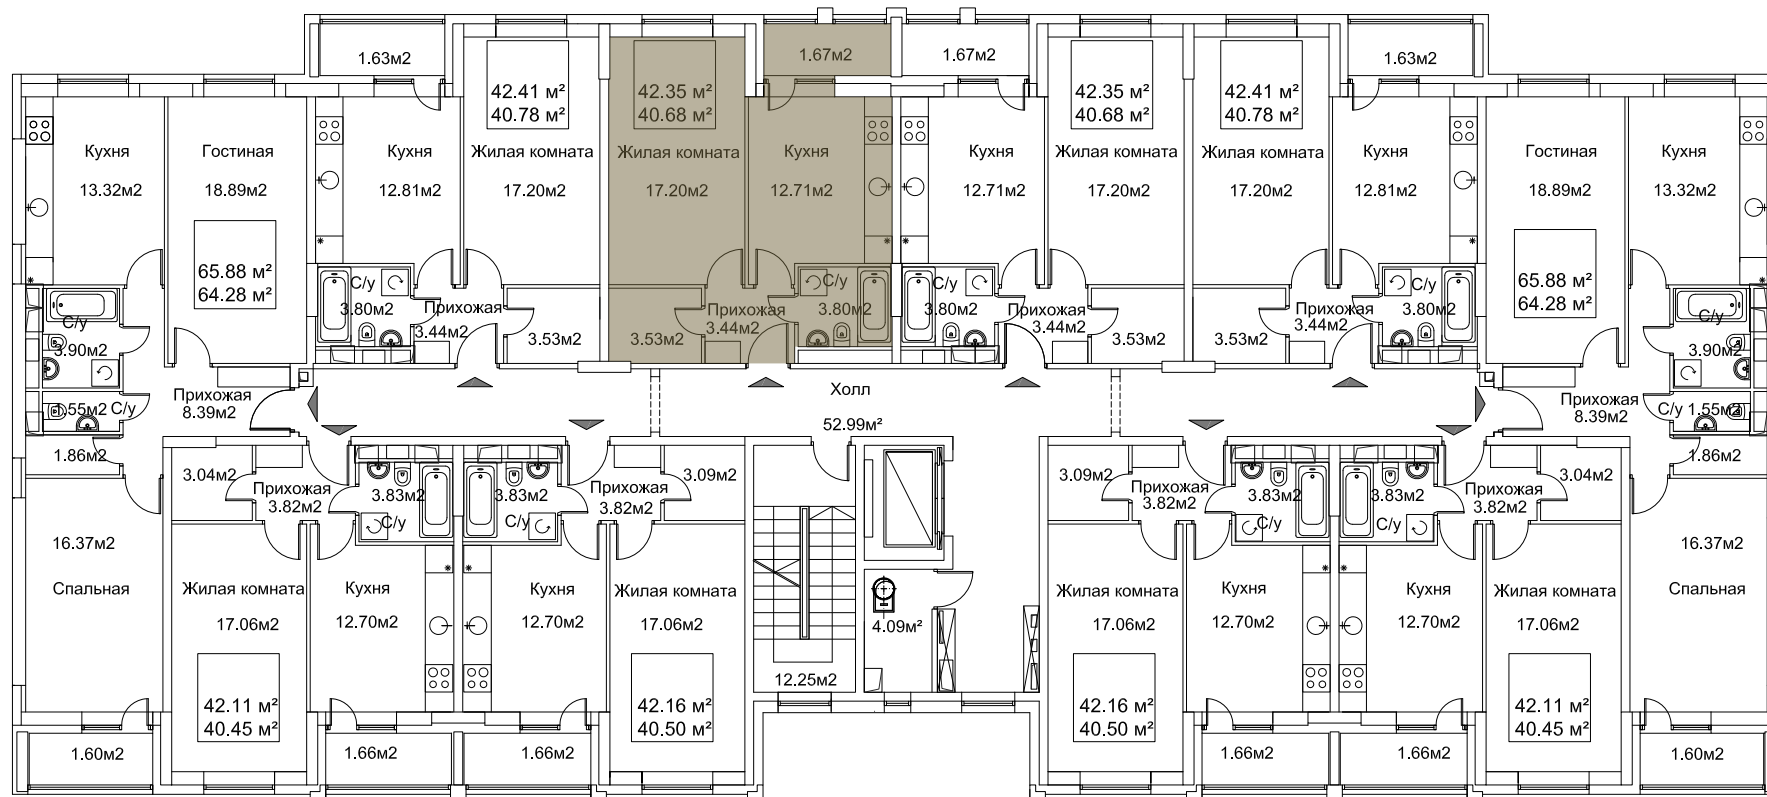 1.63м2
1.67м2
1.67м2
1.63м2
42.41 м²
40.78 м²
42.35 м²
40.68 м²
42.35 м²
40.68 м²
42.41 м²
40.78 м²
Кухня
13.32м2
Гостиная
18.89м2
Кухня
12.81м2
Жилая комната
17.20м2
Жилая комната
17.20м2
Кухня
12.71м2
Кухня
12.71м2
Жилая комната
17.20м2
Жилая комната
17.20м2
Кухня
12.81м2
Гостиная
18.89м2
Кухня
13.32м2
65.88 м²
64.28 м²
65.88 м²
64.28 м²
С/у
3.90м2
С/у
3.80м2
Прихожая
3.44м2
3.53м2
3.53м2
Прихожая
3.44м2
С/у
3.80м2
С/у
3.80м2
Прихожая
3.44м2
3.53м2
3.53м2
Прихожая
3.44м2
С/у
3.80м2
С/у
3.90м2
1.55м2 С/у
Прихожая
8.39м2
Холл
52.99м²
Прихожая
8.39м2
С/у 1.55м2
1.86м2
3.04м2
Прихожая
3.82м2
3.83м2
С/у
3.83м2
С/у
Прихожая
3.82м2
3.09м2
3.09м2
Прихожая
3.82м2
3.83м2
С/у
3.83м2
С/у
Прихожая
3.82м2
3.04м2
1.86м2
16.37м2
Спальная
Жилая комната
17.06м2
Кухня
12.70м2
Кухня
12.70м2
Жилая комната
17.06м2
4.09м²
12.25м2
Жилая комната
17.06м2
Кухня
12.70м2
Кухня
12.70м2
Жилая комната
17.06м2
16.37м2
Спальная
42.11 м²
40.45 м²
42.16 м²
40.50 м²
42.16 м²
40.50 м²
42.11 м²
40.45 м²
1.60м2
1.66м2
1.66м2
1.66м2
1.66м2
1.60м2